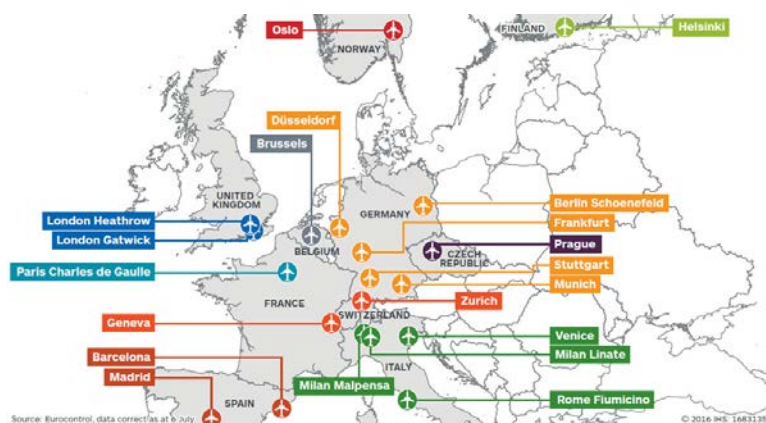 Oslo
NORWAY
FINLAND
Helsinki
Düsseldorf
Brussels
UNITED
KINGDOM
London Heathrow
London Gatwick
GERMANY
Berlin Schoenefeld
Frankfurt
BELGIUM
Prague
CZECH
REPUBLIC
Paris Charles de Gaulle
Stuttgart
Munich
FRANCE
Zurich
SWITZERLAND
Geneva
Venice
Milan Linate
Barcelona
Madrid
ITALY
Milan Malpensa
SPAIN
Rome Fiumicino
Source: Eurocontrol, data correct as at 6 July
© 2016 IHS: 1683135